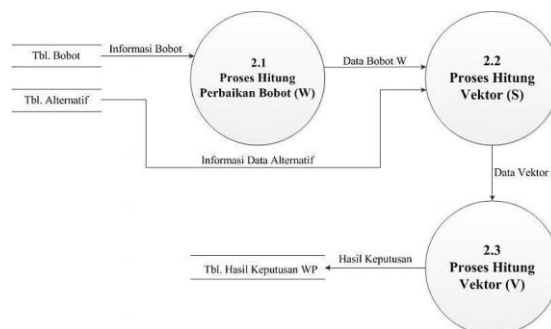 Tbl. Bobot
Informasi Bobot
2.1
Proses Hitung
Perbaikan Bobot (W)
Data Bobot W
2.2
Proses Hitung
Vektor (S)
Tbl. Alternatif
Informasi Data Alternatif
Data Vektor
2.3
Proses Hitung
Vektor (V)
Hasil Keputusan
Tbl. Hasil Keputusan WP